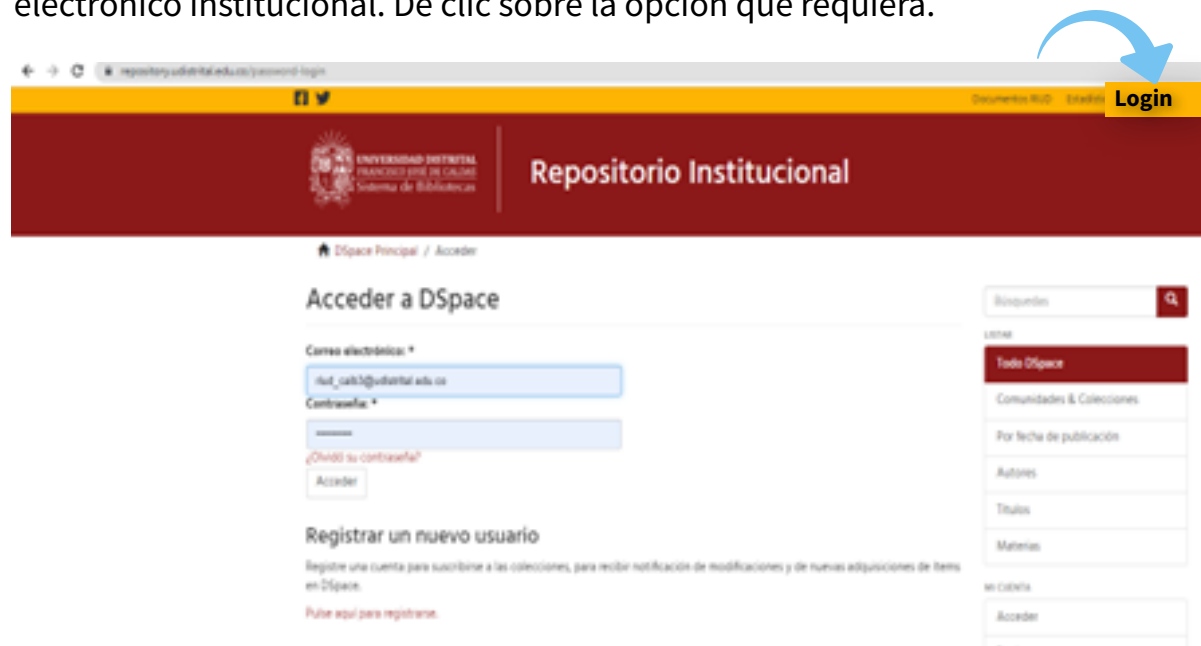 electrónico institucional. De clic sobre la opción que requiera.
repository.udistrital.edu.co/password-login
Documentos RUD
Login
UNIVERSIDAD DISTRITAL
FRANCISCO JOSÉ DE CALDAS
Sistema de Bibliotecas
Repositorio Institucional
DSpace Principal / Acceder
Acceder a DSpace
Búsquedas
LISTAR
Correo electrónico: *
Todo DSpace
Contraseña: *
Comunidades & Colecciones
Por fecha de publicación
¿Olvidó su contraseña?
Acceder
Autores
Títulos
Registrar un nuevo usuario
Materias
Registre una cuenta para suscribirse a las colecciones, para recibir notificación de modificaciones y de nuevas adquisiciones de ítems
en DSpace.
MI CUENTA
Pulse aquí para registrarse.
Acceder